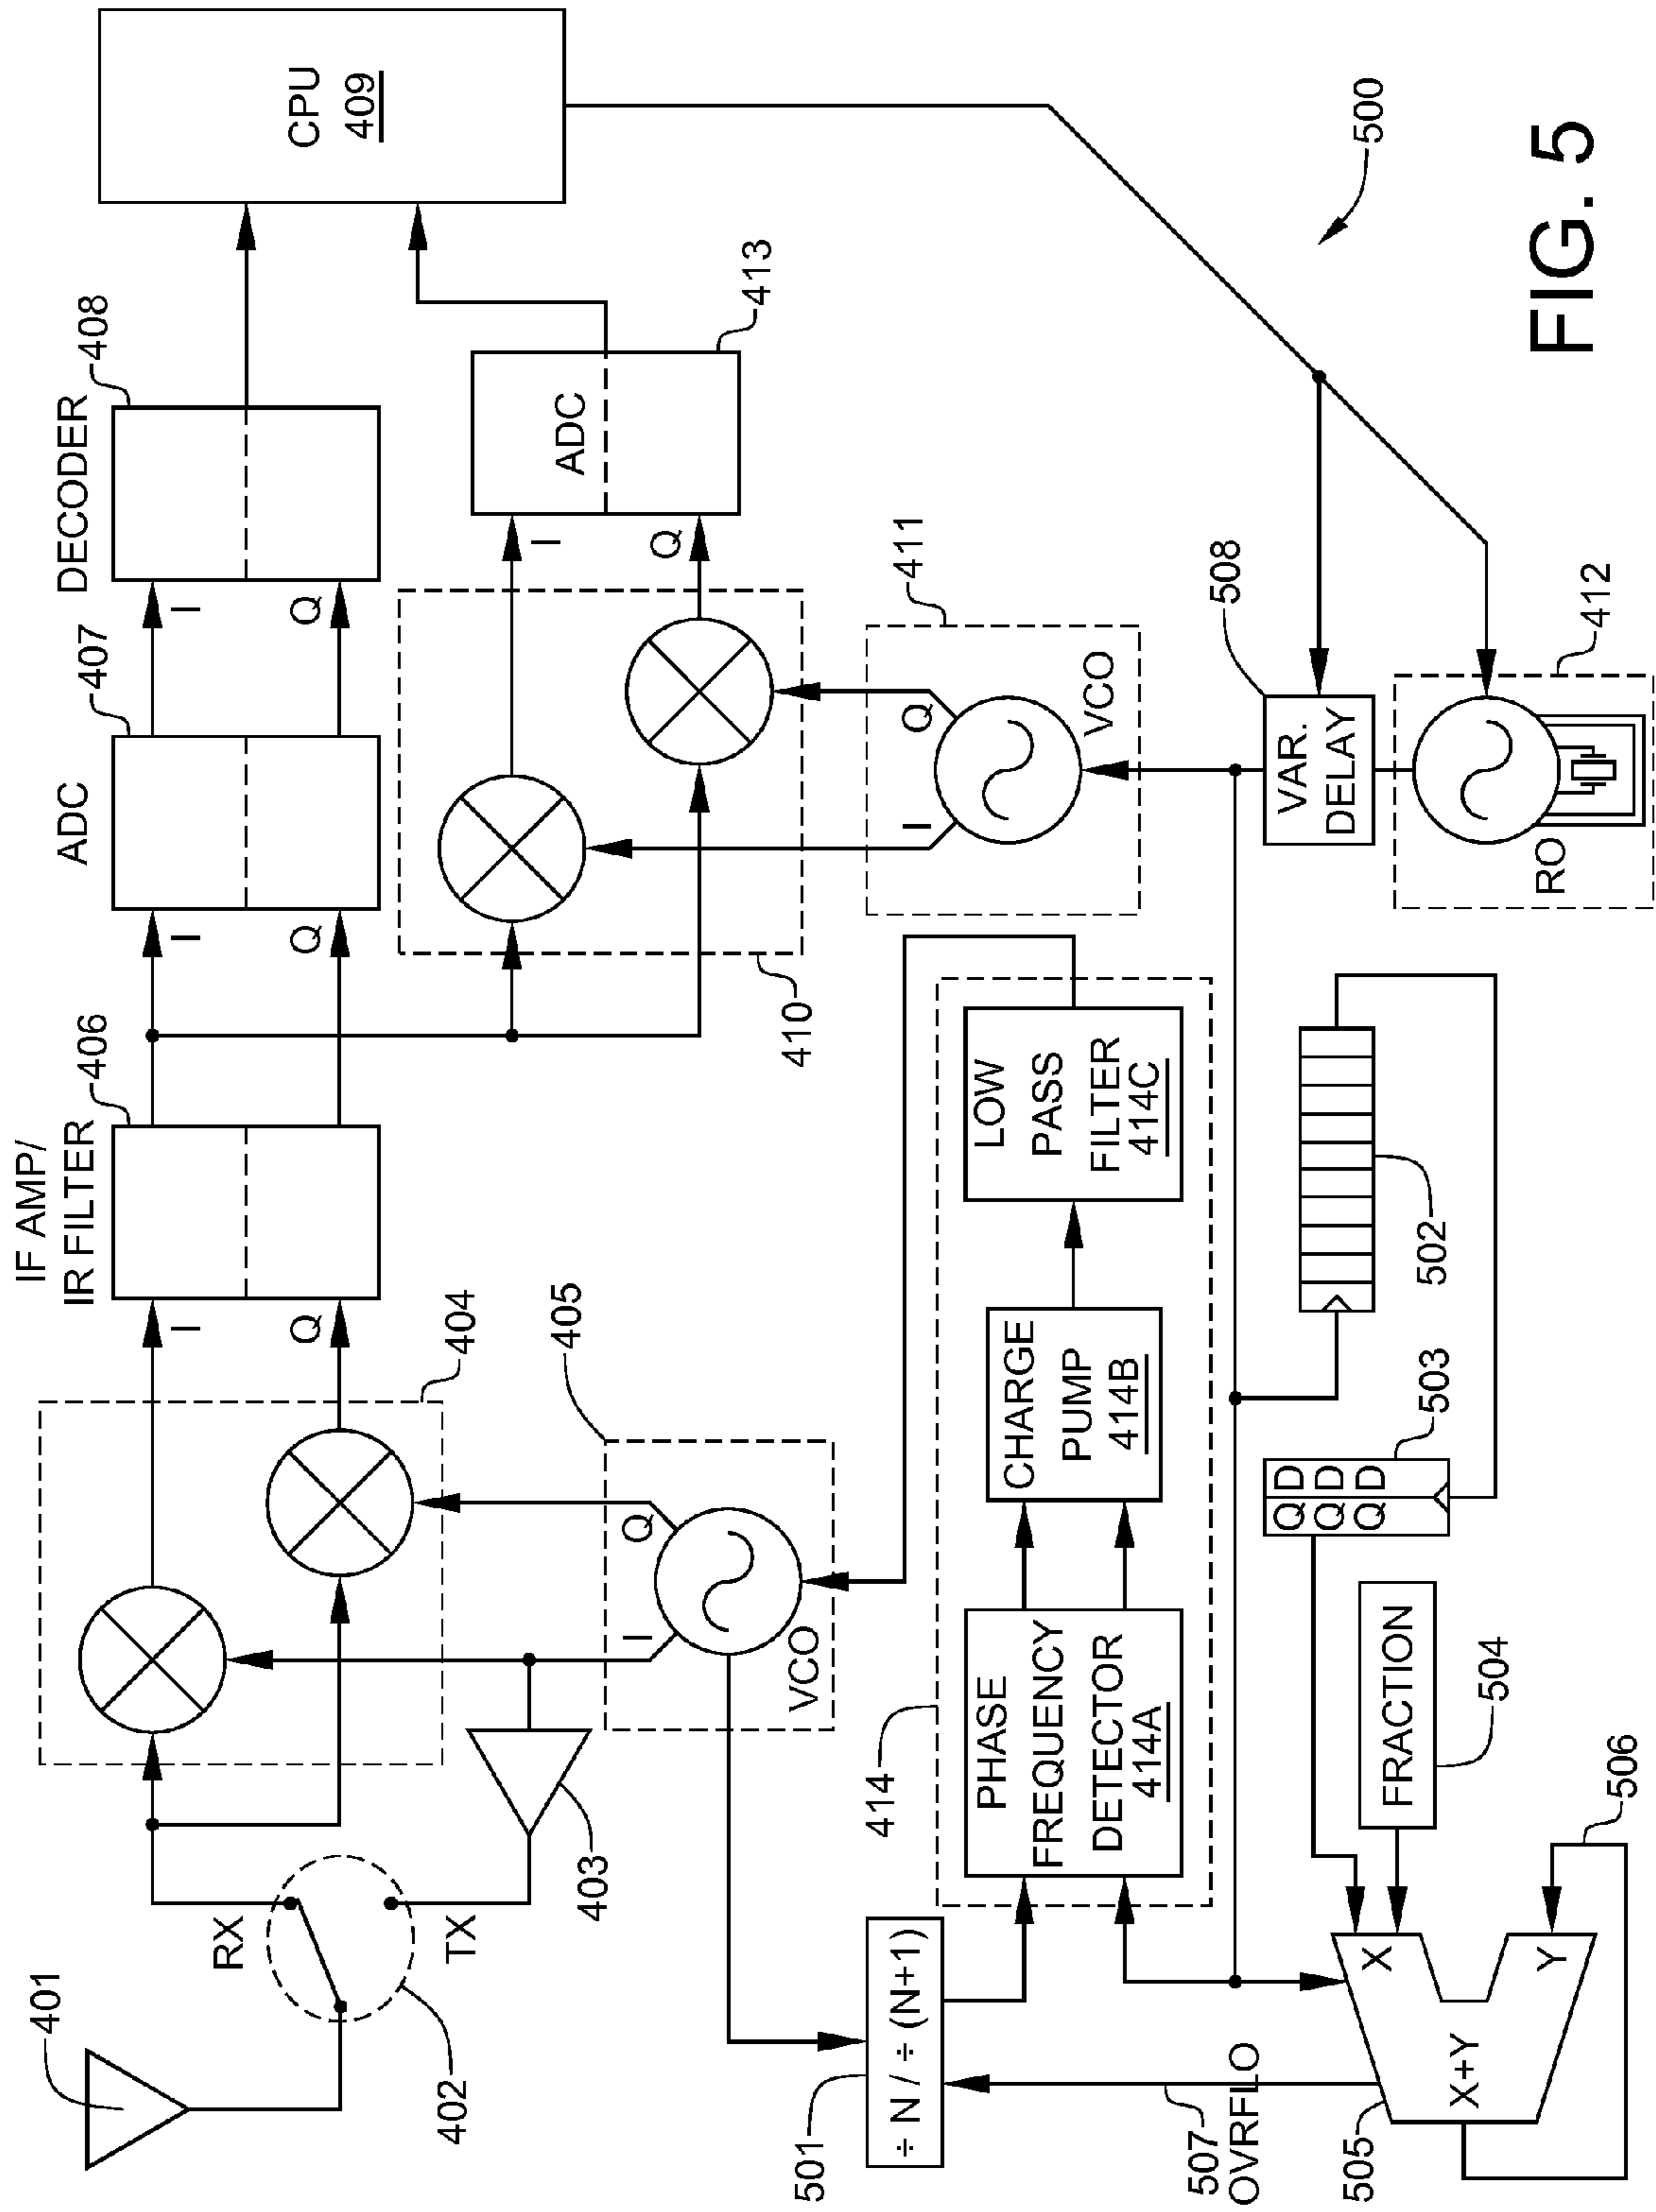 401
402
RX
TX
403
404
I
Q
405
I
Q
VCO
IF AMP/
IR FILTER
406
I
Q
ADC
407
I
Q
DECODER
408
CPU
409
410
I
Q
ADC
413
411
I
Q
VCO
414
PHASE
FREQUENCY
DETECTOR
414A
CHARGE
PUMP
414B
LOW
PASS
FILTER
414C
501
÷ N / ÷ (N+1)
507
OVRFLO
505
X+Y
X
Y
506
FRACTION
504
Q D
Q D
Q D
503
502
VAR.
DELAY
508
RO
412
500
FIG. 5